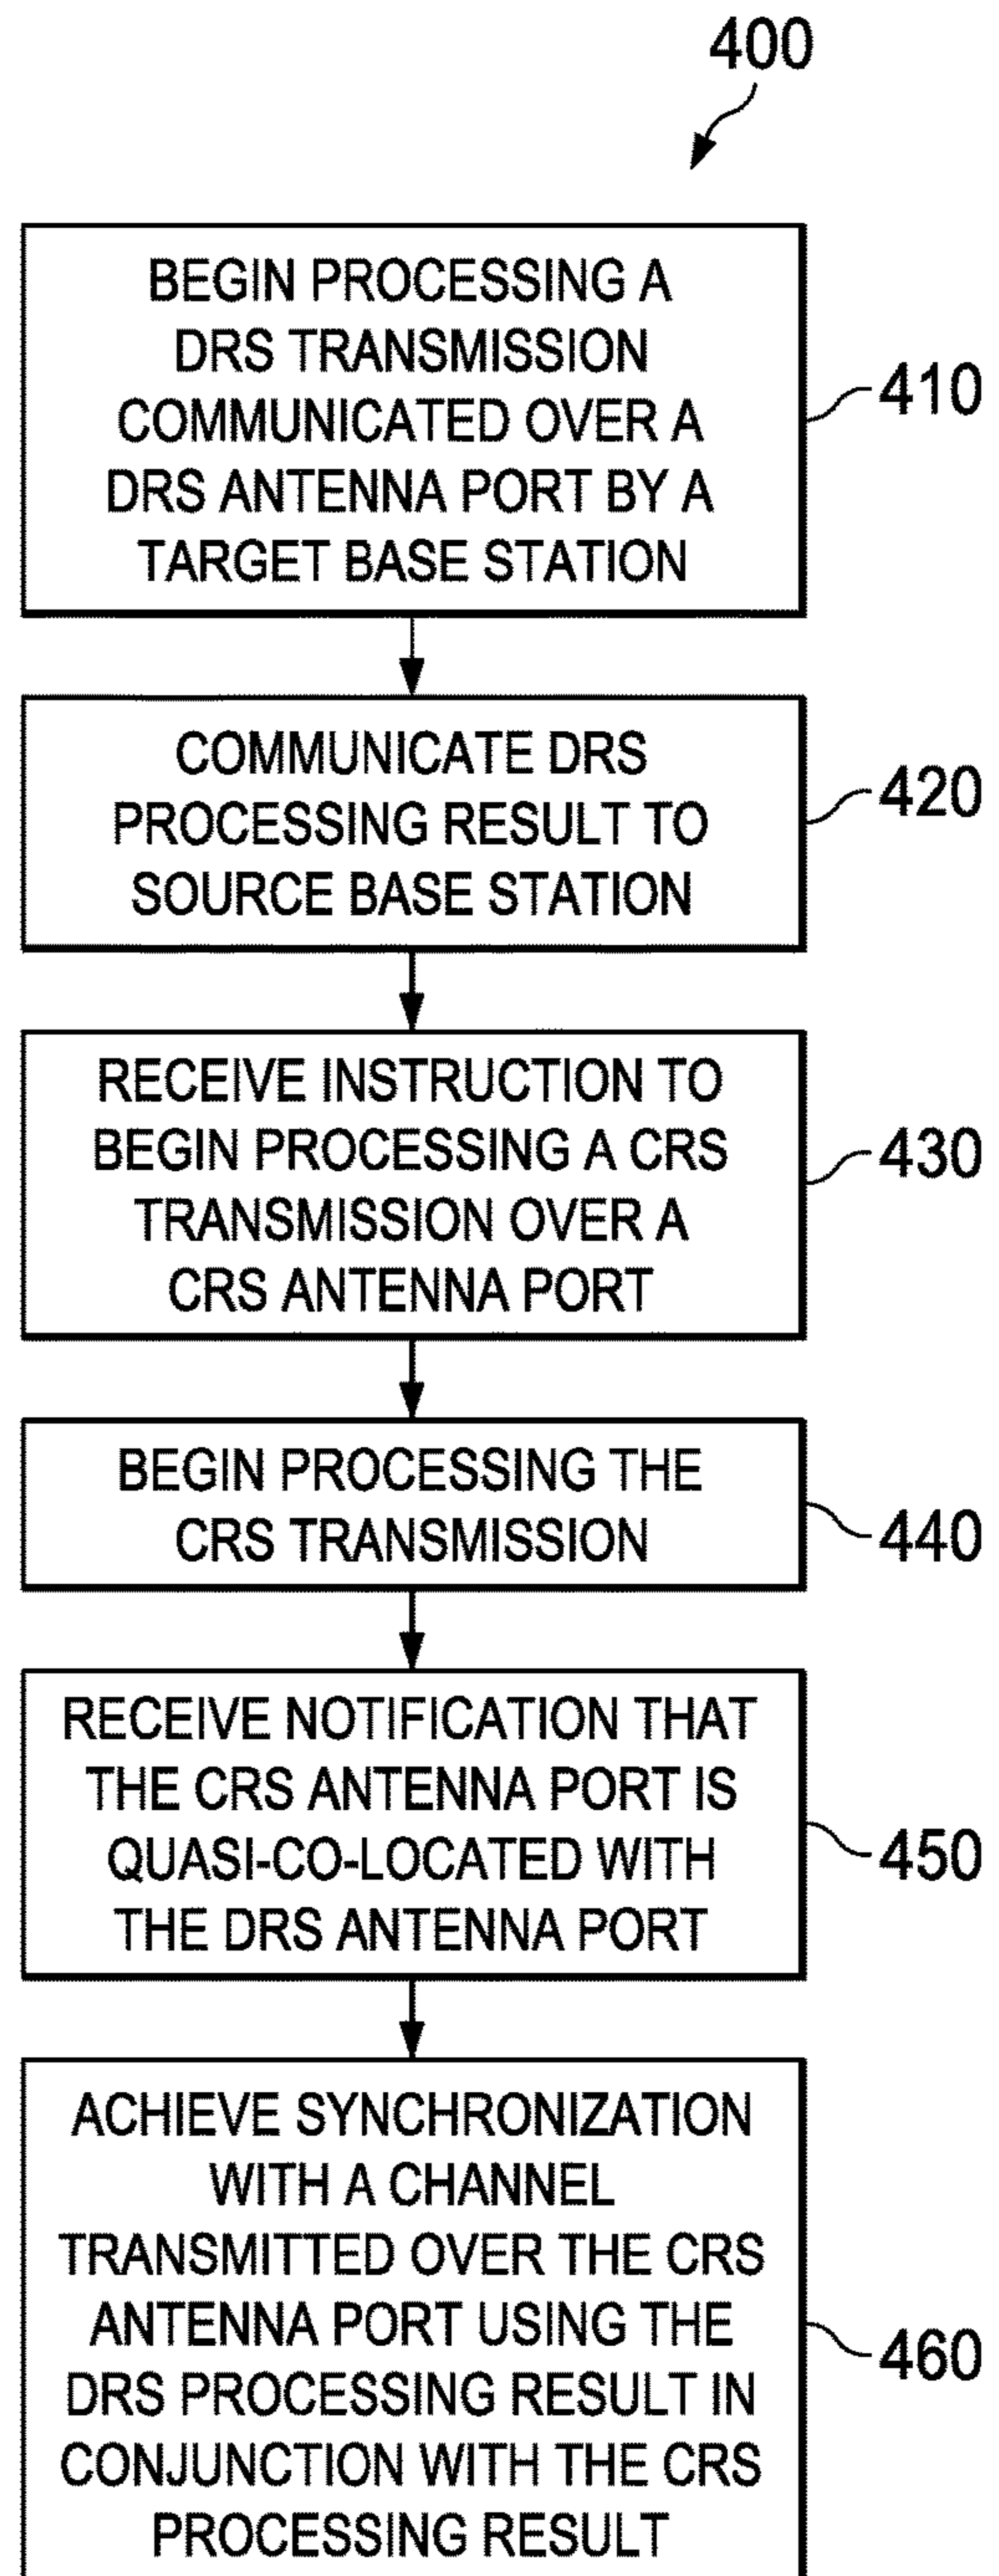 400
BEGIN PROCESSING A
DRS TRANSMISSION
COMMUNICATED OVER A
DRS ANTENNA PORT BY A
TARGET BASE STATION
410
COMMUNICATE DRS
PROCESSING RESULT TO
SOURCE BASE STATION
420
RECEIVE INSTRUCTION TO
BEGIN PROCESSING A CRS
TRANSMISSION OVER A
CRS ANTENNA PORT
430
BEGIN PROCESSING THE
CRS TRANSMISSION
440
RECEIVE NOTIFICATION THAT
THE CRS ANTENNA PORT IS
QUASI-CO-LOCATED WITH
THE DRS ANTENNA PORT
450
ACHIEVE SYNCHRONIZATION
WITH A CHANNEL
TRANSMITTED OVER THE CRS
ANTENNA PORT USING THE
DRS PROCESSING RESULT IN
CONJUNCTION WITH THE CRS
PROCESSING RESULT
460